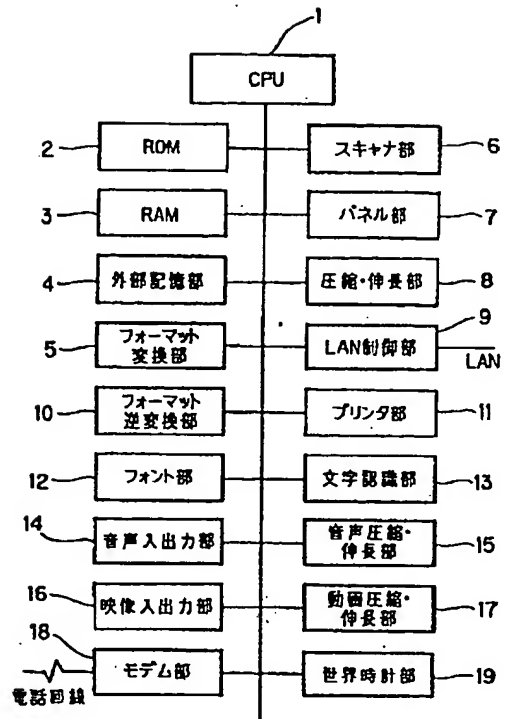 1
CPU
2
ROM
スキャナ部
6
3
RAM
パネル部
7
4
外部記憶部
圧縮・伸長部
8
5
フォーマット
変換部
LAN制御部
9
LAN
10
フォーマット
逆変換部
プリンタ部
11
12
フォント部
文字認識部
13
14
音声入出力部
音声圧縮・
伸長部
15
16
映像入出力部
動画圧縮・
伸長部
17
18
モデム部
電話回線
世界時計部
19